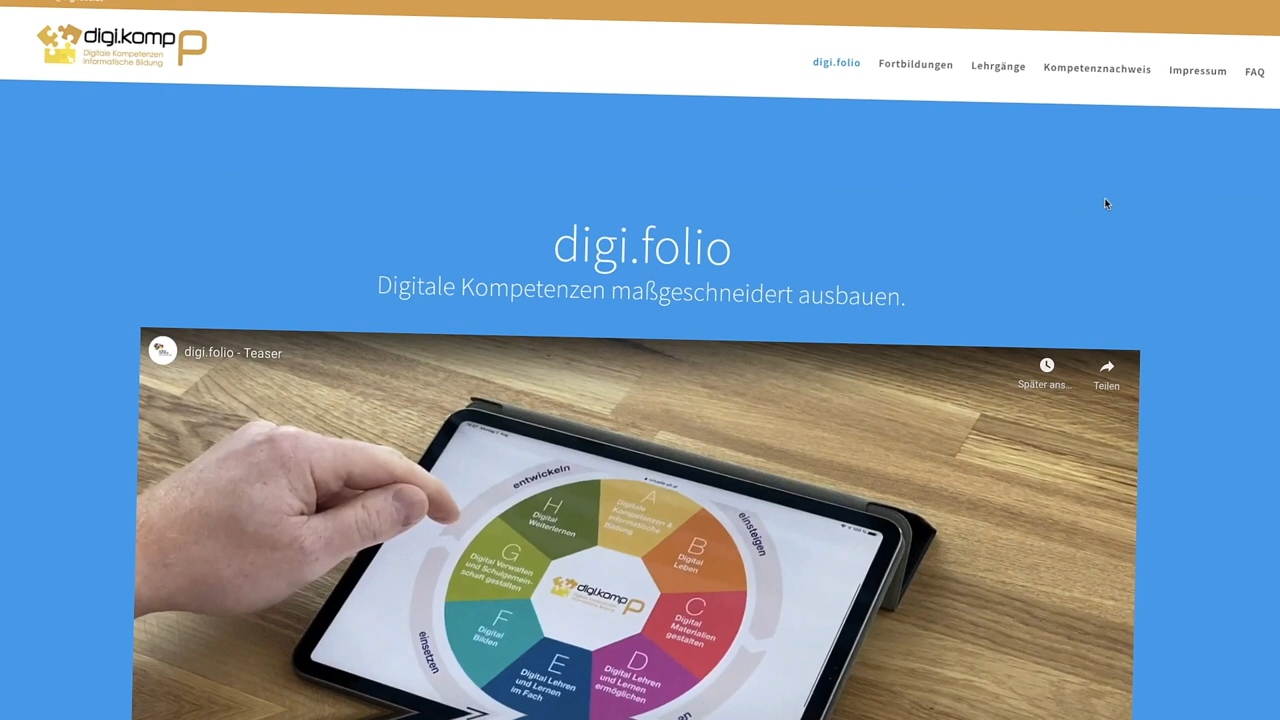 digi.komp P
Digitale Kompetenzen
Informatische Bildung
digi.folio Fortbildungen Lehrgänge Kompetenznachweis Impressum FAQ
digi.folio
Digitale Kompetenzen maßgeschneidert ausbauen.
digi.folio - Teaser
Später ans...
Teilen
entwickeln
einsteigen
einsetzen
A
Digitale
Kompetenzen &
Informatische
Bildung
B
Digital
Leben
C
Digital
Materialien
gestalten
D
Digital Lehren
und Lernen
ermöglichen
E
Digital Lehren
und Lernen
im Fach
F
Digital
Bilden
G
Digital Verwalten
und Schulgemein-
schaft gestalten
H
Digital
Weiterlernen
digi.komp P